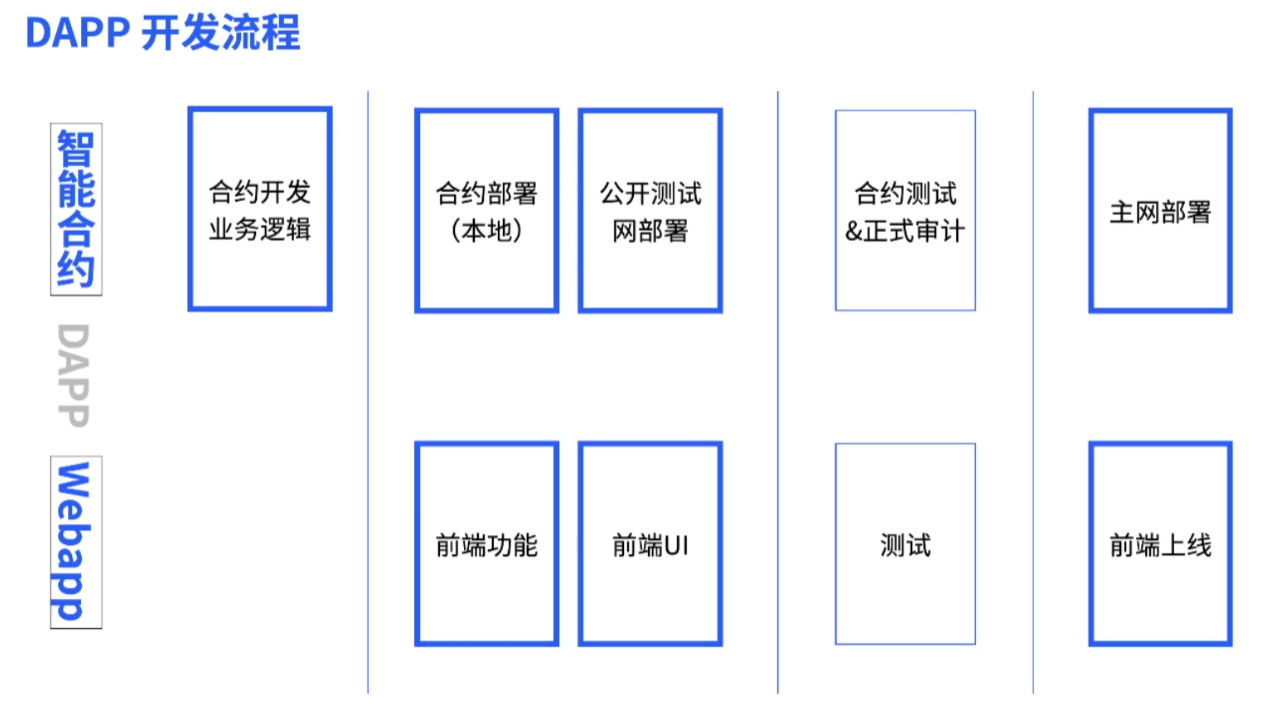 DAPP 开发流程
智能合约
合约开发
业务逻辑
合约部署
（本地）
公开测试
网部署
合约测试
&正式审计
主网部署
DAPP
Webapp
前端功能
前端UI
测试
前端上线